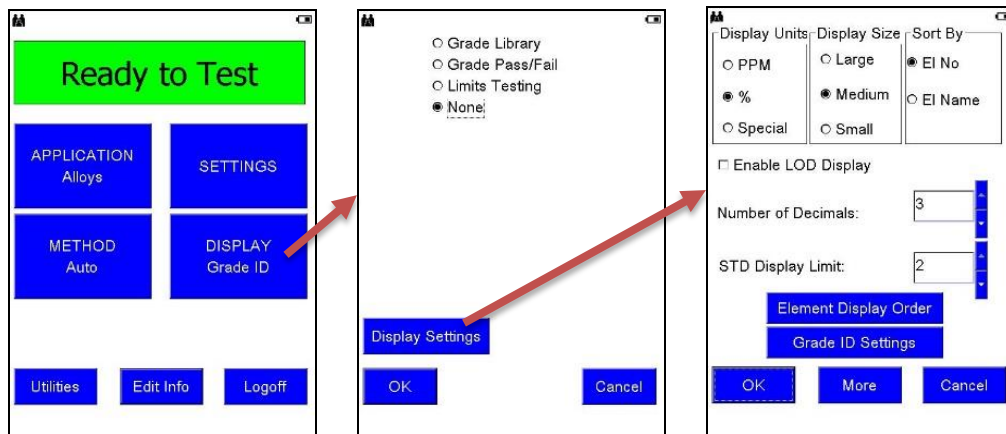 Ready to Test
APPLICATION
Alloys
SETTINGS
METHOD
Auto
DISPLAY
Grade ID
Utilities
Edit Info
Logoff
Grade Library
Grade Pass/Fail
Limits Testing
None
Display Settings
OK
Cancel
Display Units
PPM
%
Special
Display Size
Large
Medium
Small
Sort By
El No
El Name
Enable LOD Display
Number of Decimals: 3
STD Display Limit: 2
Element Display Order
Grade ID Settings
OK
More
Cancel